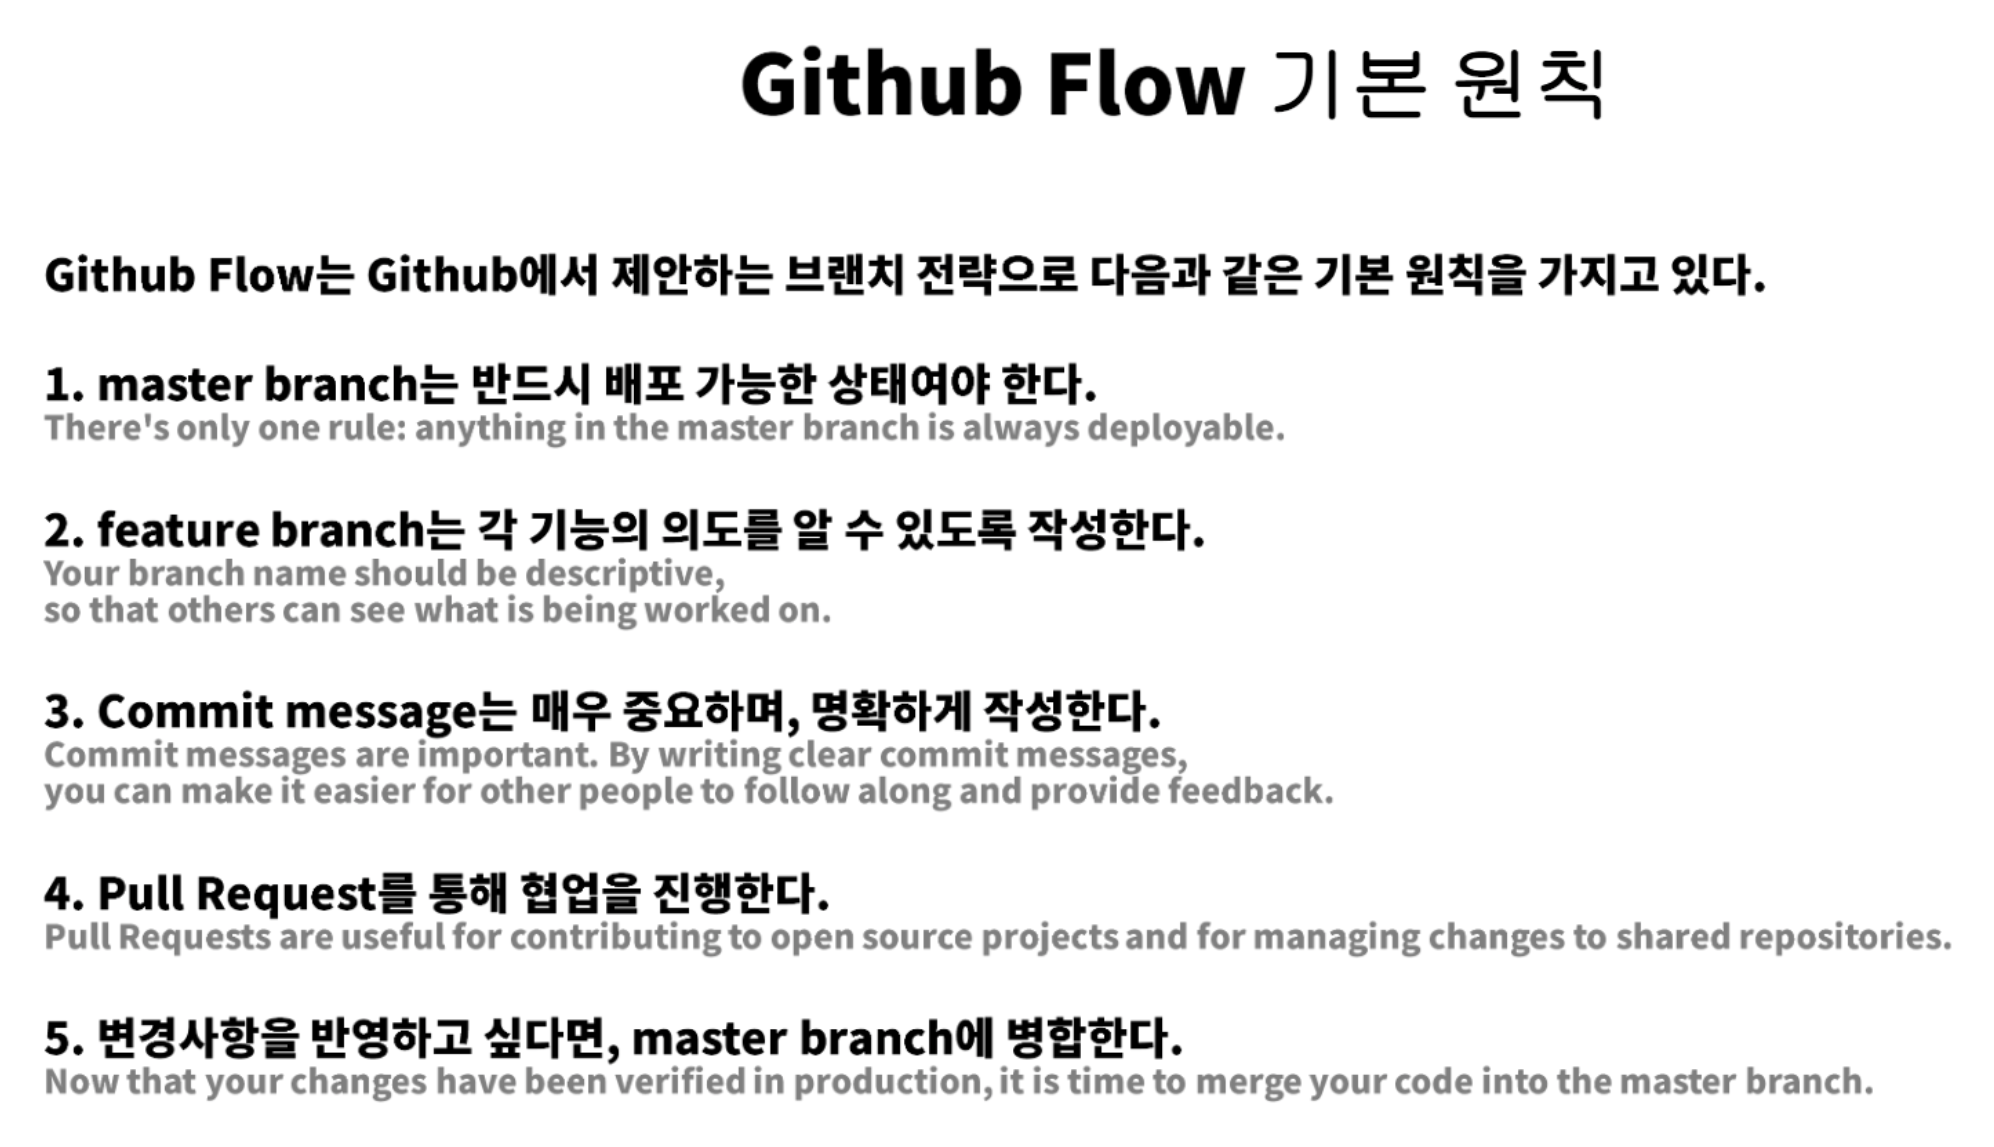 Github Flow 기본 원칙
Github Flow는 Github에서 제안하는 브랜치 전략으로 다음과 같은 기본 원칙을 가지고 있다.
1. master branch는 반드시 배포 가능한 상태여야 한다.
There's only one rule: anything in the master branch is always deployable.
2. feature branch는 각 기능의 의도를 알 수 있도록 작성한다.
Your branch name should be descriptive,
so that others can see what is being worked on.
3. Commit message는 매우 중요하며, 명확하게 작성한다.
Commit messages are important. By writing clear commit messages,
you can make it easier for other people to follow along and provide feedback.
4. Pull Request를 통해 협업을 진행한다.
Pull Requests are useful for contributing to open source projects and for managing changes to shared repositories.
5. 변경사항을 반영하고 싶다면, master branch에 병합한다.
Now that your changes have been verified in production, it is time to merge your code into the master branch.